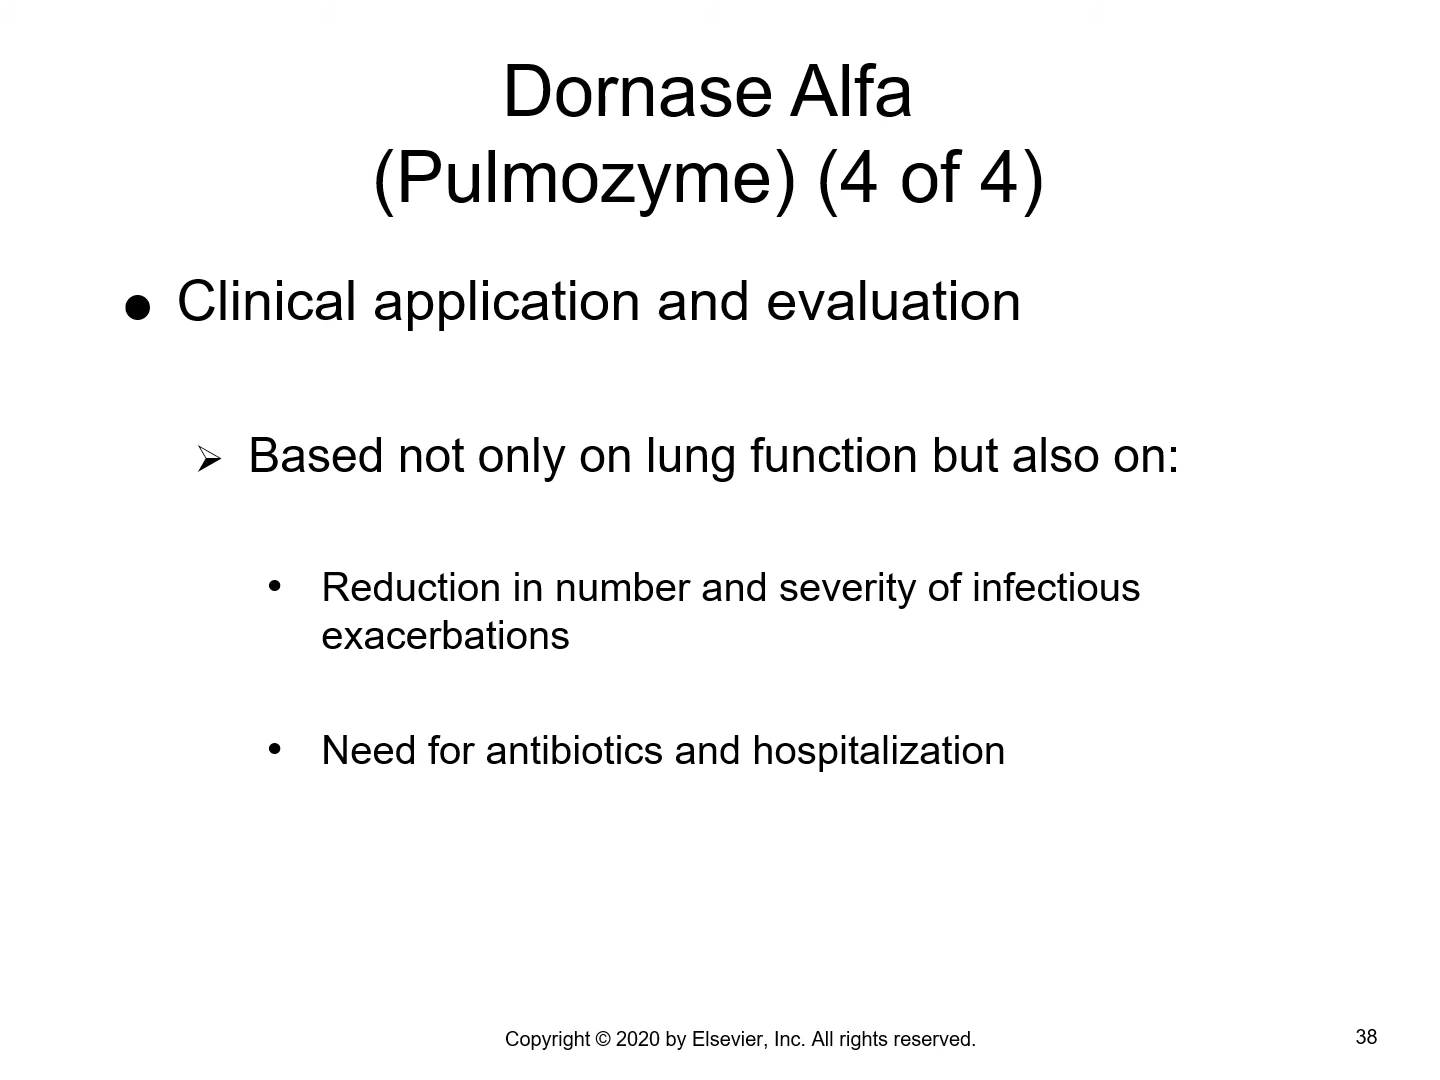 Dornase Alfa
(Pulmozyme) (4 of 4)
● Clinical application and evaluation
➢ Based not only on lung function but also on:
• Reduction in number and severity of infectious
exacerbations
• Need for antibiotics and hospitalization
Copyright © 2020 by Elsevier, Inc. All rights reserved.
38